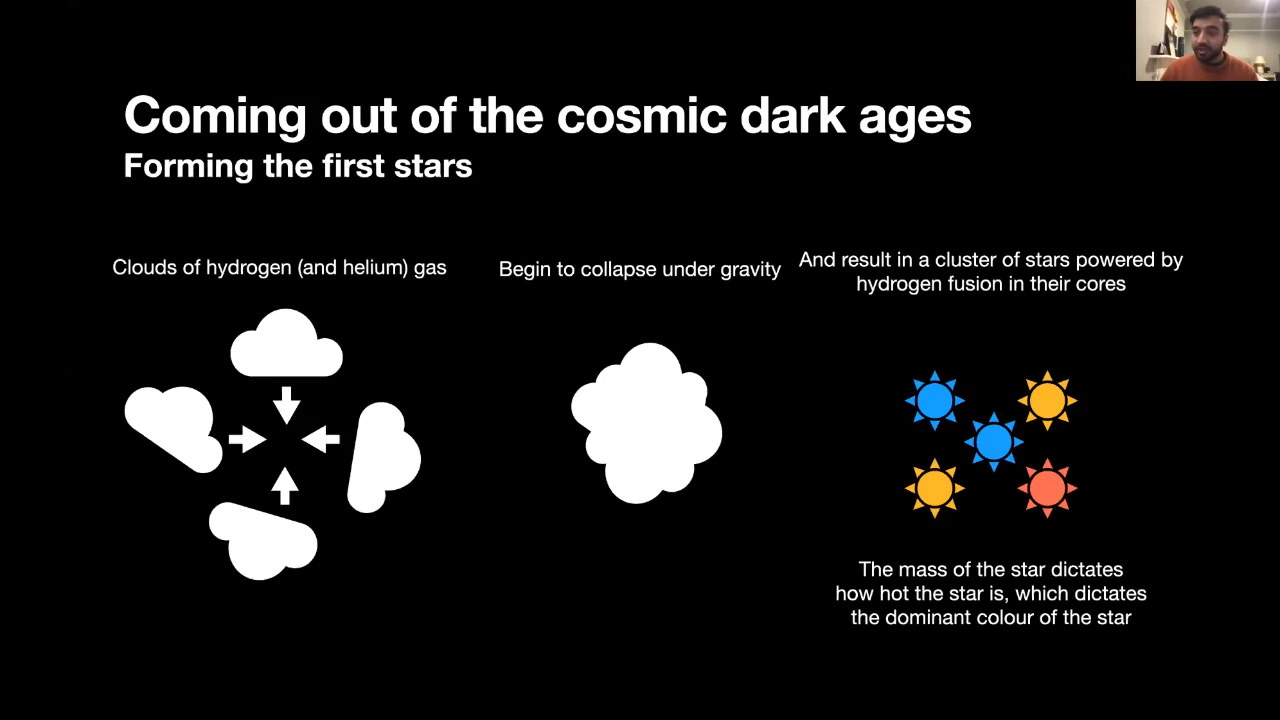 Coming out of the cosmic dark ages
Forming the first stars
Clouds of hydrogen (and helium) gas
Begin to collapse under gravity
And result in a cluster of stars powered by
hydrogen fusion in their cores
The mass of the star dictates
how hot the star is, which dictates
the dominant colour of the star